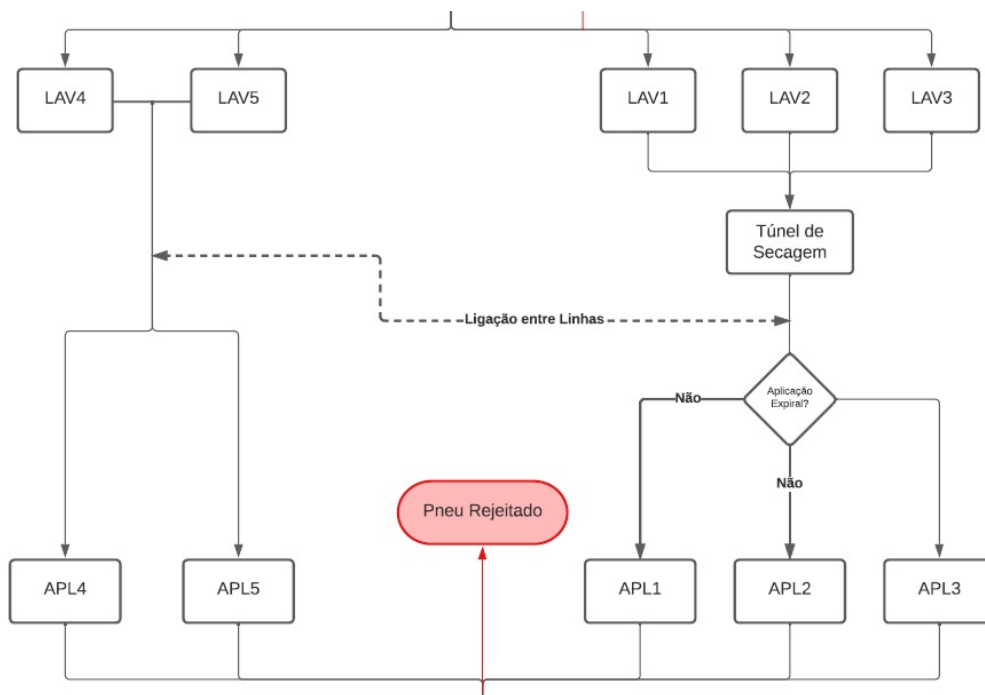 LAV4
LAV5
LAV1
LAV2
LAV3
Túnel de
Secagem
Ligação entre Linhas
Aplicação
Expiral?
Não
Não
Pneu Rejeitado
APL4
APL5
APL1
APL2
APL3